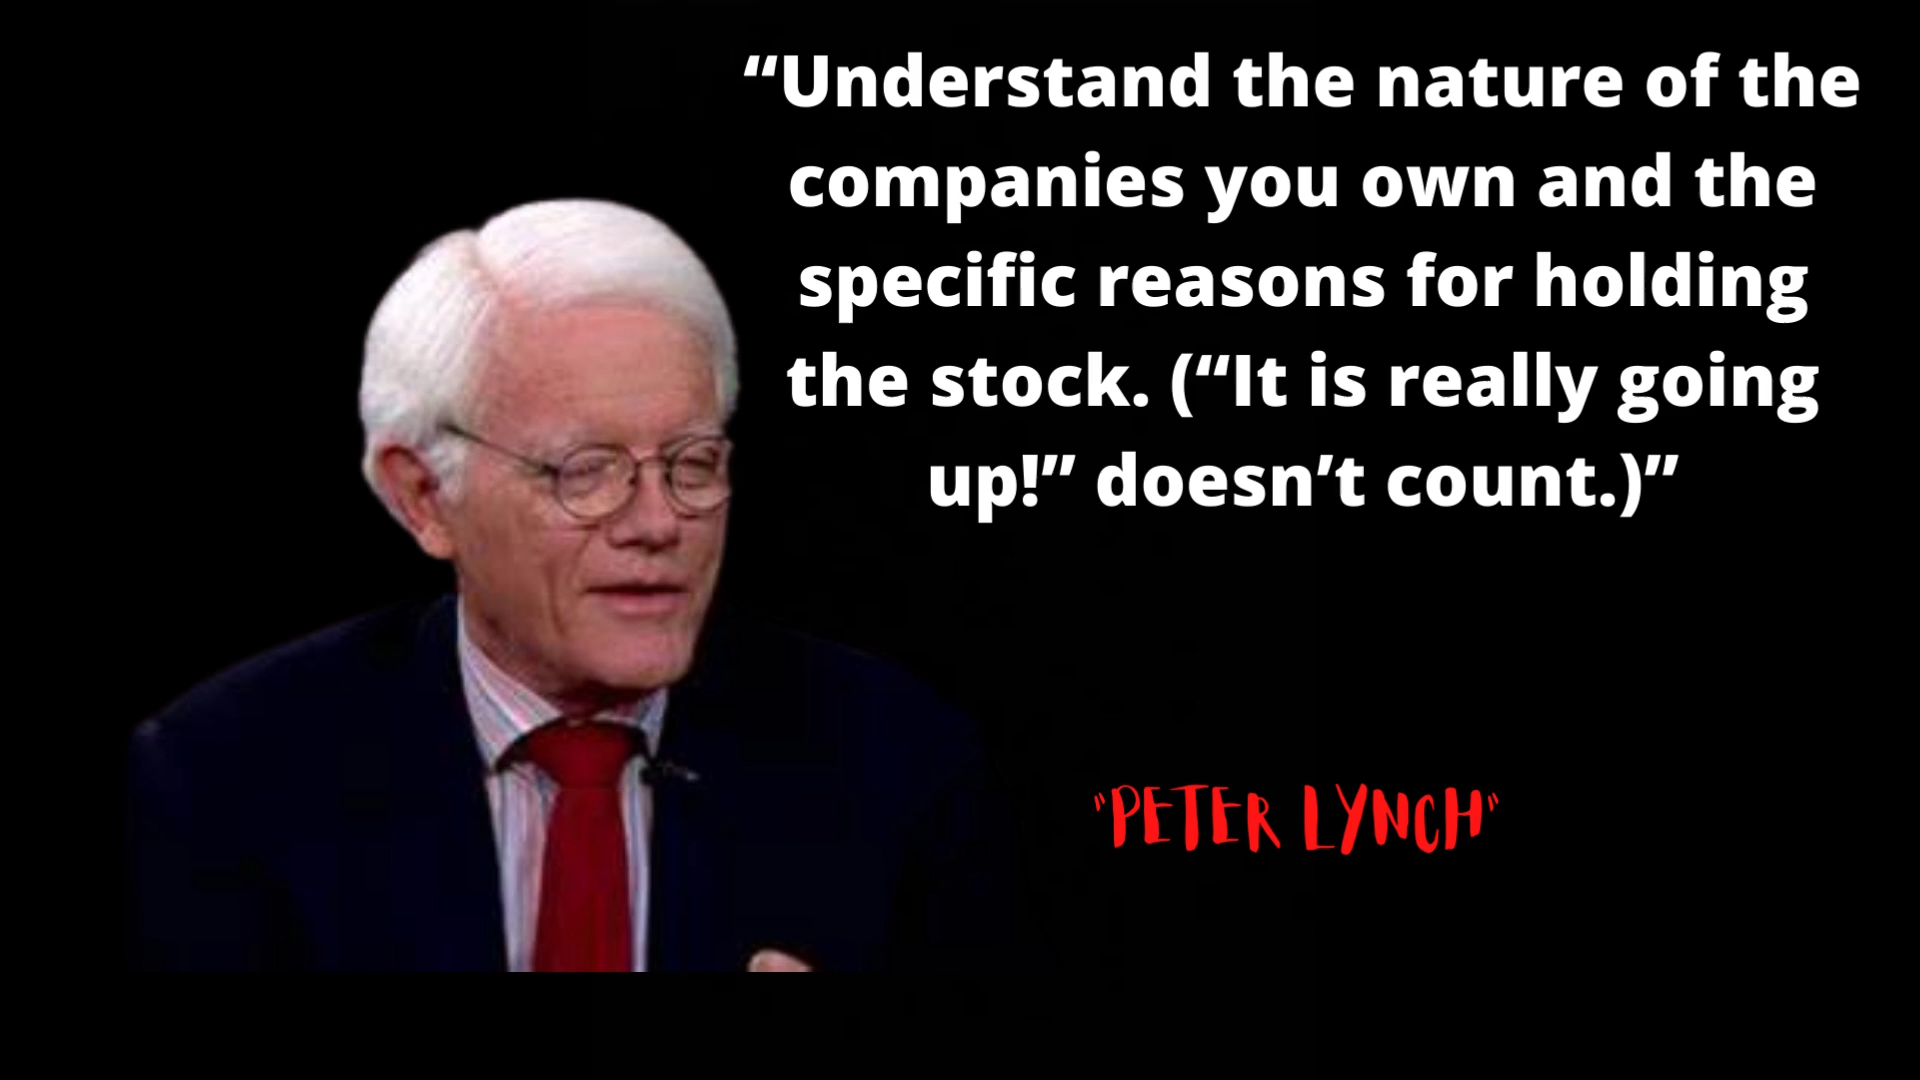 “Understand the nature of the
companies you own and the
specific reasons for holding
the stock. (“It is really going
up!” doesn’t count.)”
"PETER LYNCH"